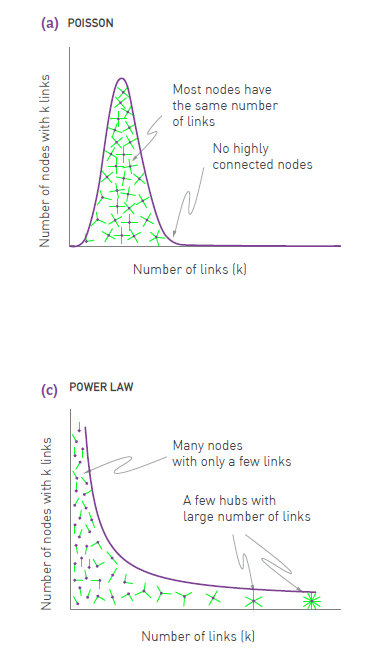 (a) POISSON
Number of nodes with k links
Most nodes have
the same number
of links
No highly
connected nodes
Number of links (k)
(c) POWER LAW
Number of nodes with k links
Many nodes
with only a few links
A few hubs with
large number of links
Number of links (k)